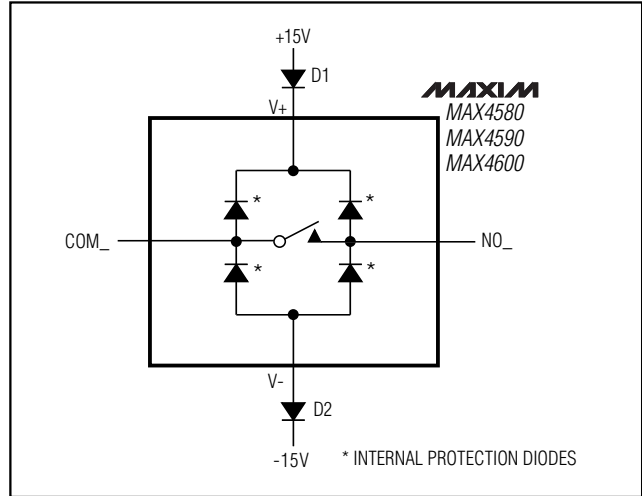 +15V
D1
V+
MAXIM
MAX4580
MAX4590
MAX4600
*
*
COM_
NO_
*
*
V-
D2
-15V
* INTERNAL PROTECTION DIODES